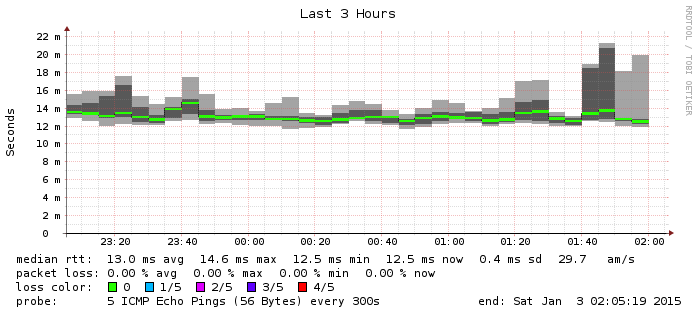 Last 3 Hours
RRDTOOL / TOBI OETIKER
Seconds
22 m
20 m
18 m
16 m
14 m
12 m
10 m
8 m
6 m
4 m
2 m
0
23:20 23:40 00:00 00:20 00:40 01:00 01:20 01:40 02:00
median rtt: 13.0 ms avg 14.6 ms max 12.5 ms min 12.5 ms now 0.4 ms sd 29.7 am/s
packet loss: 0.00 % avg 0.00 % max 0.00 % min 0.00 % now
loss color: 0 1/5 2/5 3/5 4/5
probe: 5 ICMP Echo Pings (56 Bytes) every 300s end: Sat Jan 3 02:05:19 2015